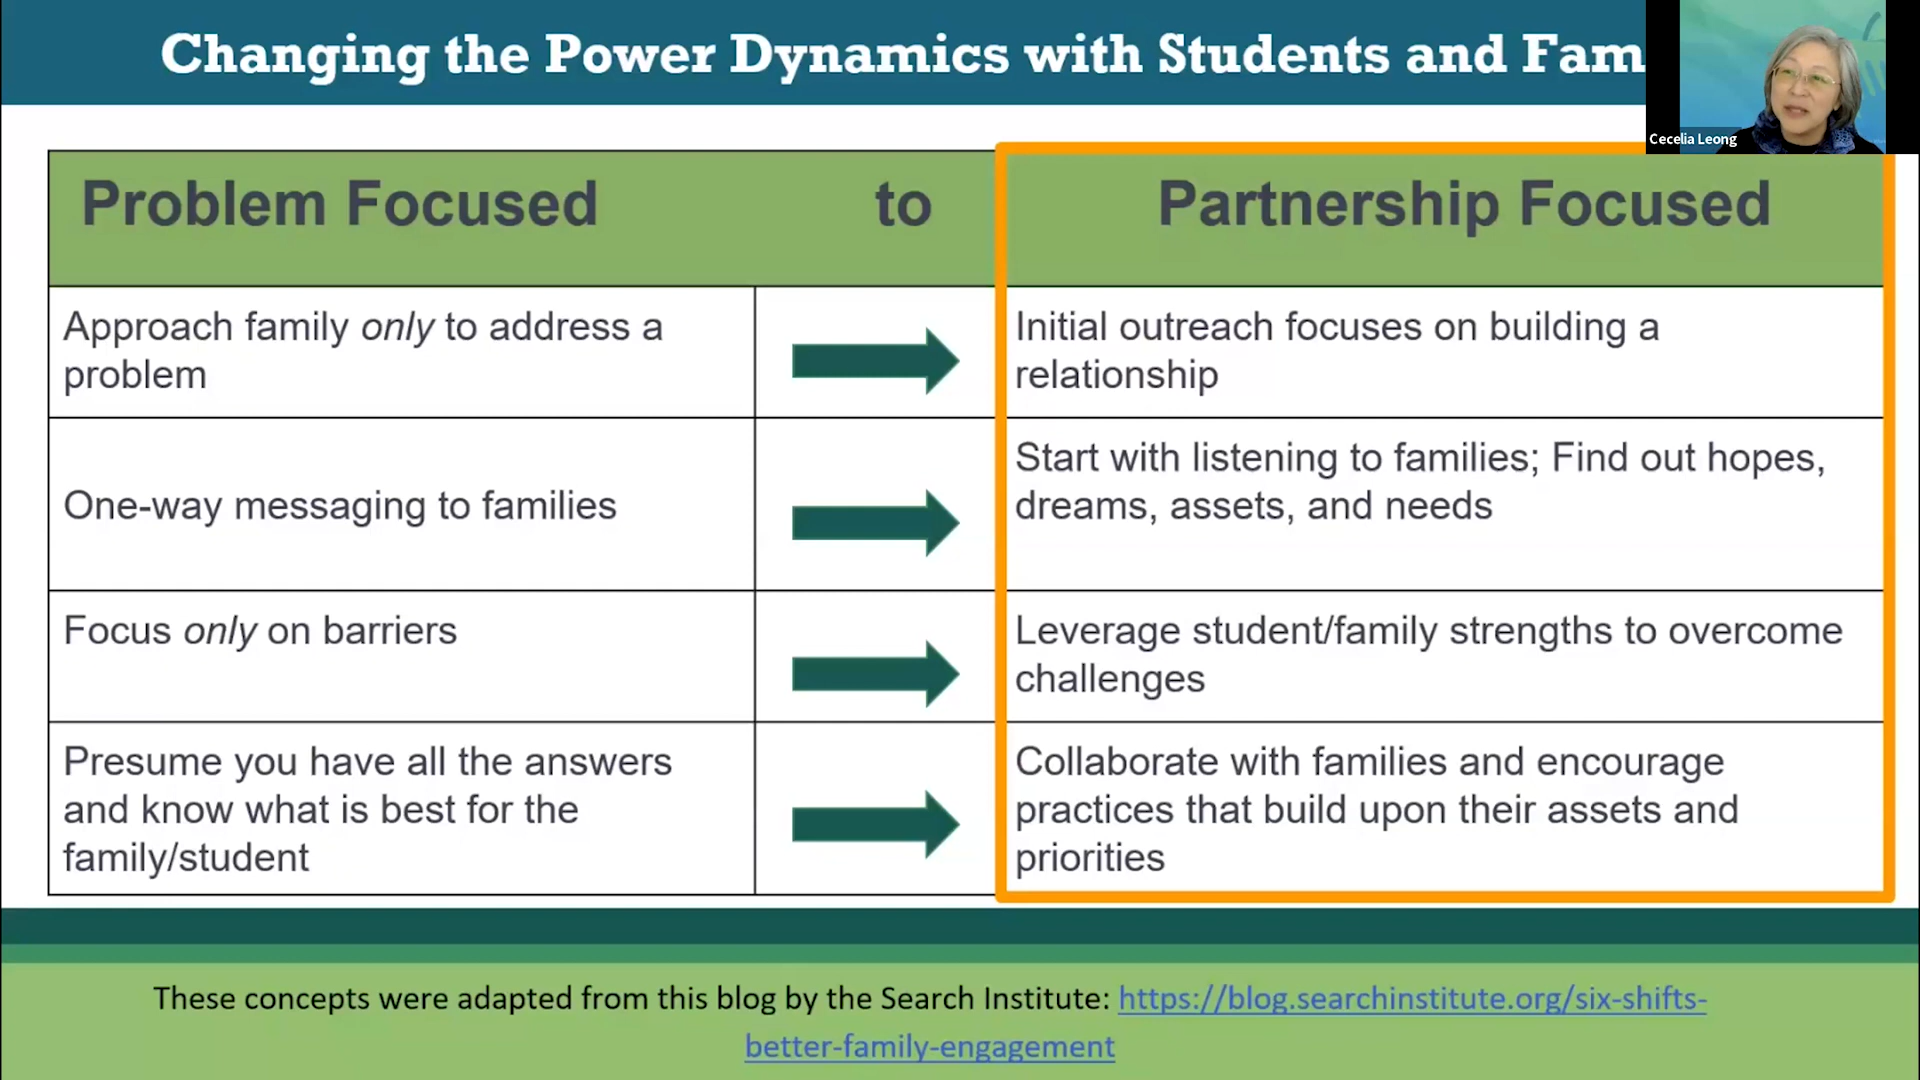 Changing the Power Dynamics with Students and Fam
Cecelia Leong
Problem Focused to Partnership Focused
Approach family only to address a
problem
Initial outreach focuses on building a
relationship
One-way messaging to families
Start with listening to families; Find out hopes,
dreams, assets, and needs
Focus only on barriers
Leverage student/family strengths to overcome
challenges
Presume you have all the answers
and know what is best for the
family/student
Collaborate with families and encourage
practices that build upon their assets and
priorities
These concepts were adapted from this blog by the Search Institute: https://blog.searchinstitute.org/six-shifts-
better-family-engagement